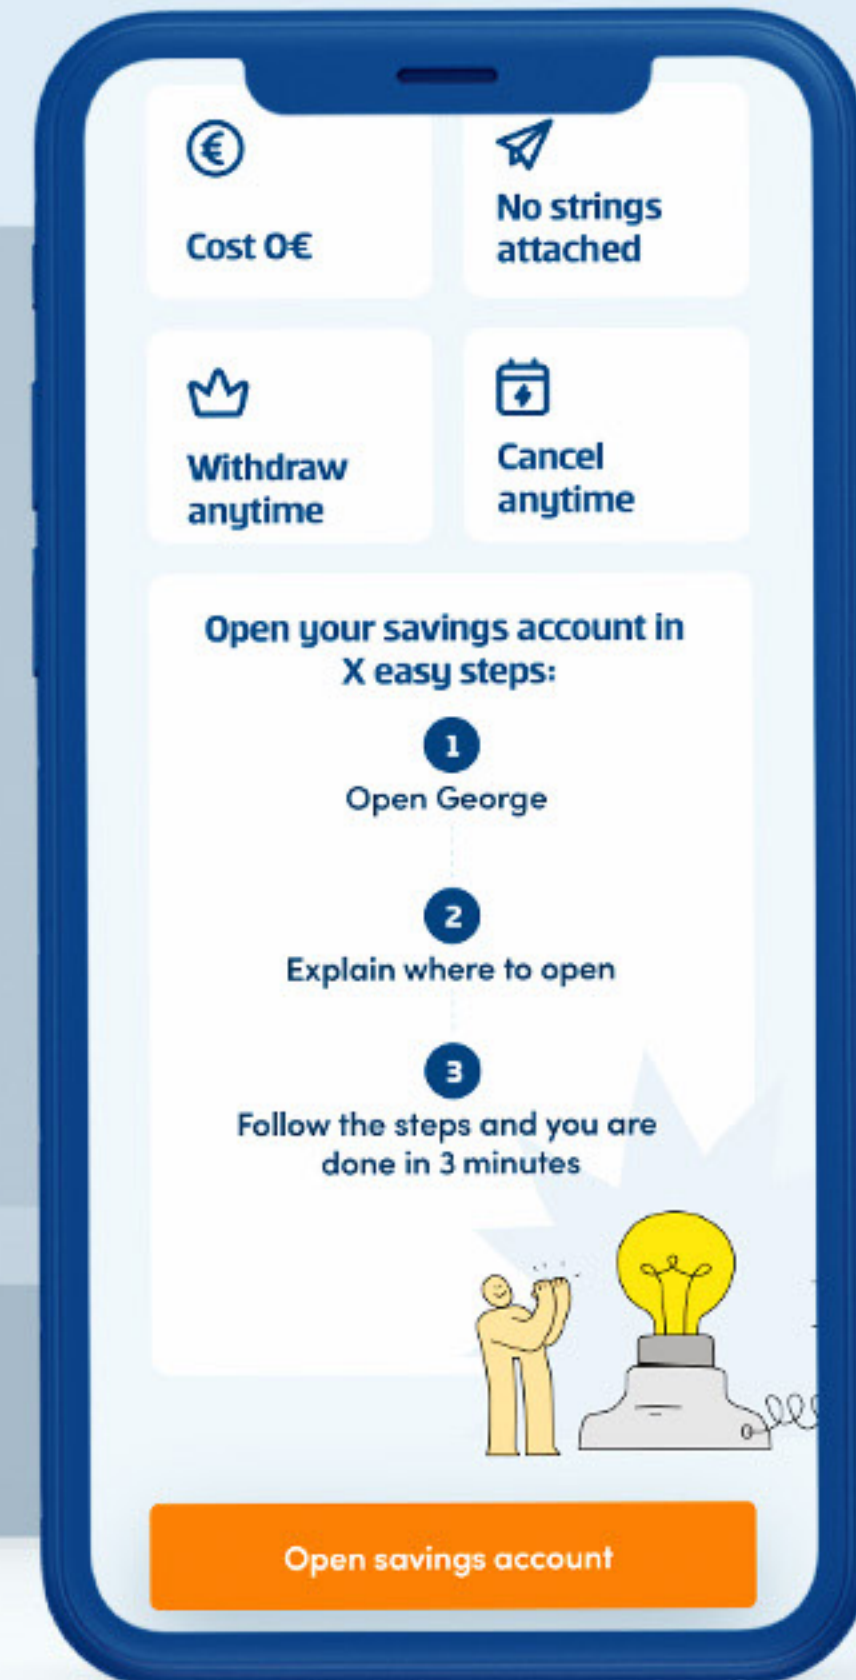 Cost 0€
No strings
attached
Withdraw
anytime
Cancel
anytime
Open your savings account in
X easy steps:
1
Open George
2
Explain where to open
3
Follow the steps and you are
done in 3 minutes
Open savings account